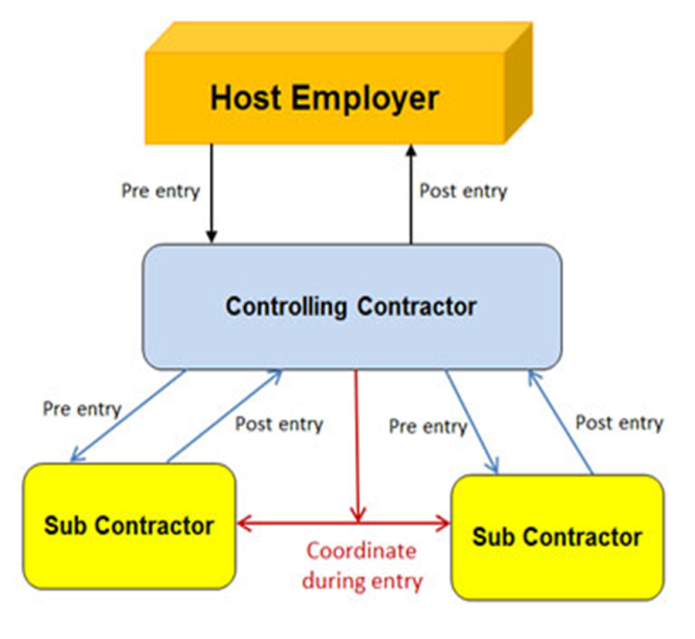 Host Employer
Pre entry
Post entry
Controlling Contractor
Pre entry
Post entry
Pre entry
Post entry
Sub Contractor
Sub Contractor
Coordinate
during entry